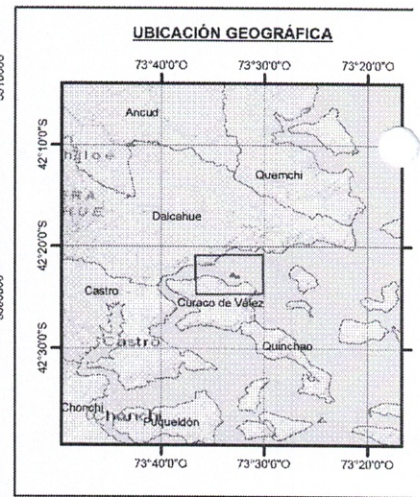 UBICACIÓN GEOGRÁFICA
73°40'0"O 73°30'0"O 73°20'0"O
Ancud
42°10'0"S
Quemchi
Dalcahue
42°20'0"S
Castro
Curaco de Vélez
Castro
Quinchao
42°30'0"S
Chonchi
Chonchi
Puqueldón
73°40'0"O 73°30'0"O 73°20'0"O